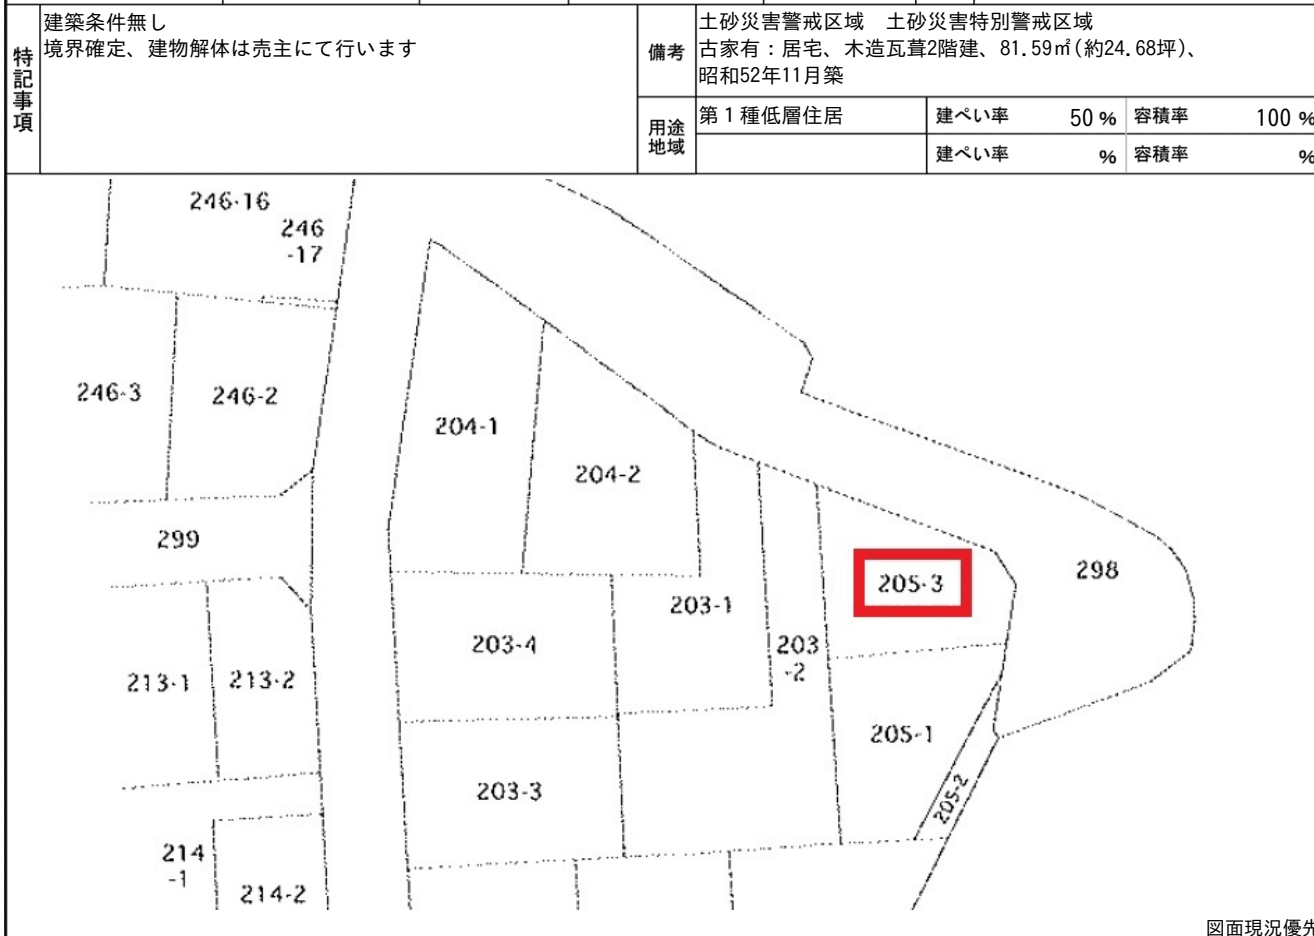 特記事項
建築条件無し
境界確定、建物解体は売主にて行います
備考
土砂災害警戒区域　土砂災害特別警戒区域
古家有：居宅、木造瓦葺2階建、81.59㎡(約24.68坪)、
昭和52年11月築
用途地域
第１種低層住居
建ぺい率 50 % 容積率 100 %
建ぺい率 % 容積率 %
246-16
246
-17
246-3
246-2
204-1
204-2
299
298
205-3
203-1
203-4
203
-2
213-1
213-2
205-1
203-3
205-2
214
-1
214-2
図面現況優先